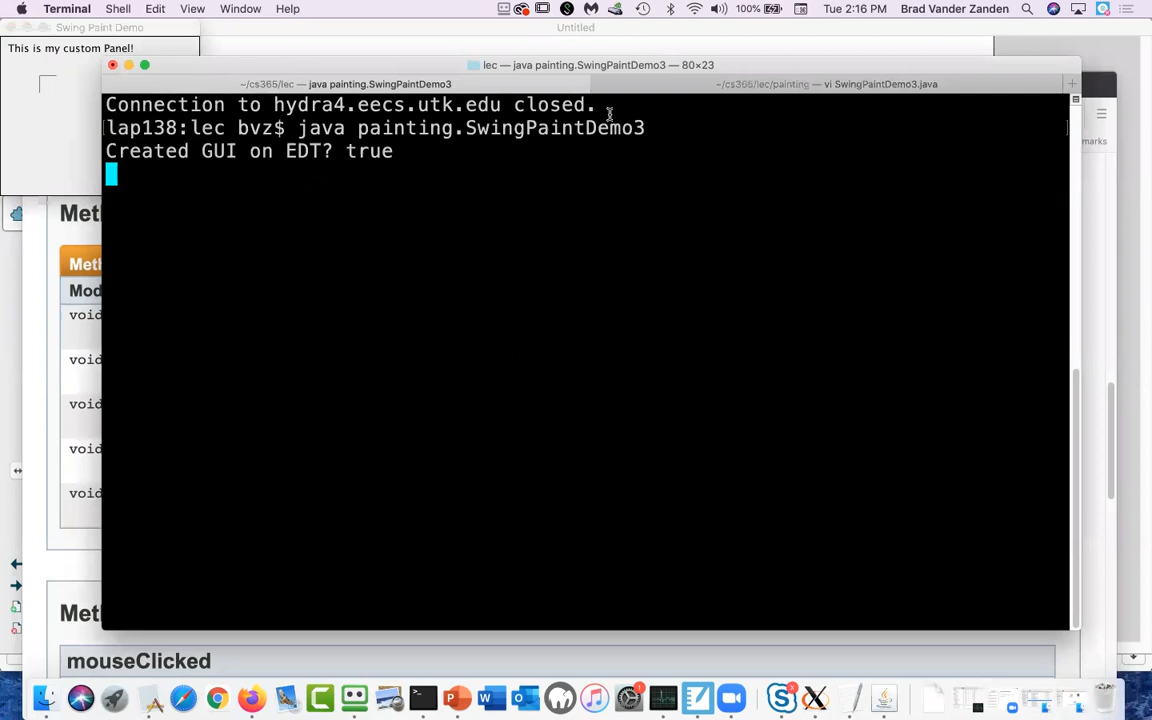 Terminal Shell Edit View Window Help
100% Tue 2:16 PM Brad Vander Zanden
Swing Paint Demo
Untitled
This is my custom Panel!
lec — java painting.SwingPaintDemo3 — 80×23
~/cs365/lec — java painting.SwingPaintDemo3
~/cs365/lec/painting — vi SwingPaintDemo3.java
Connection to hydra4.eecs.utk.edu closed.
lap138:lec bvz$ java painting.SwingPaintDemo3
Created GUI on EDT? true
marks
Met
Meth
Mod
void
void
void
void
void
Met
mouseClicked